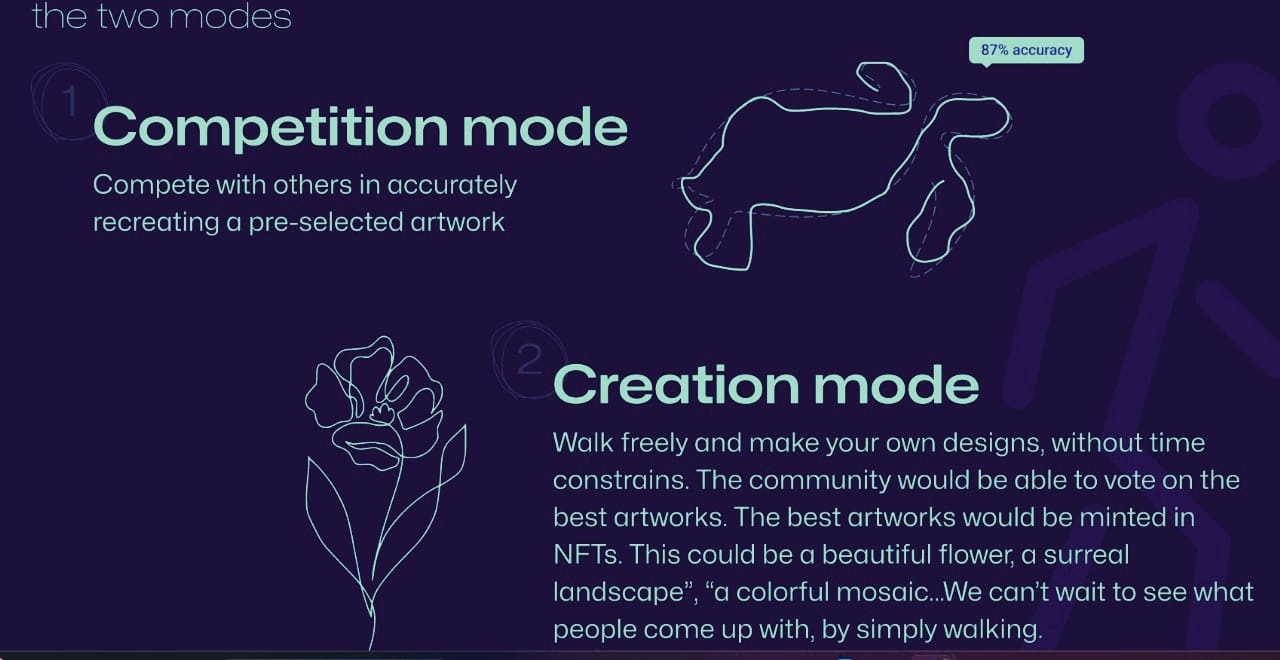 the two modes
87% accuracy
1
Competition mode
Compete with others in accurately
recreating a pre-selected artwork
2
Creation mode
Walk freely and make your own designs, without time
constrains. The community would be able to vote on the
best artworks. The best artworks would be minted in
NFTs. This could be a beautiful flower, a surreal
landscape”, “a colorful mosaic...We can’t wait to see what
people come up with, by simply walking.